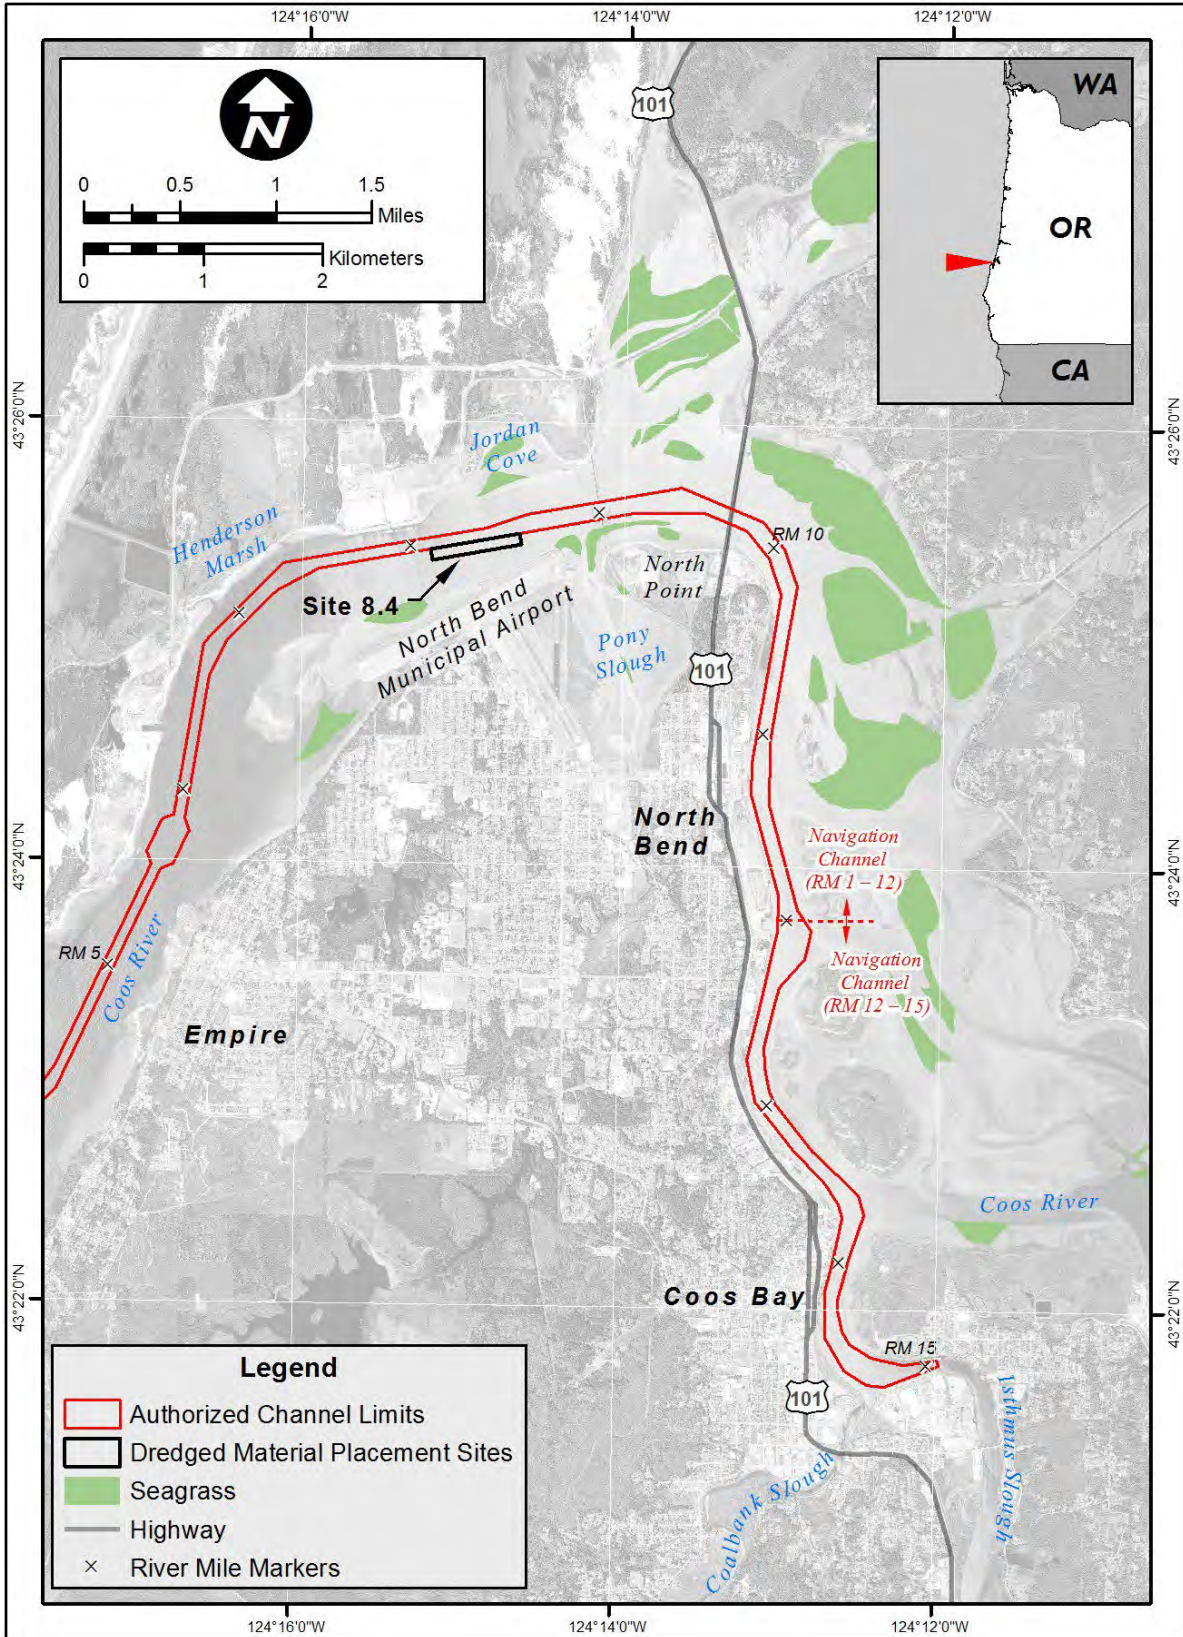 124°16'0"W
124°14'0"W
124°12'0"W
N
0 0.5 1 1.5
Miles
Kilometers
0 1 2
101
WA
OR
CA
43°26'0"N
43°26'0"N
Jordan
Cove
Henderson
Marsh
RM 10
North
Point
Site 8.4
North Bend
Municipal Airport
Pony
Slough
101
North
Bend
Navigation
Channel
(RM 1 – 12)
43°24'0"N
43°24'0"N
RM 5
Coos River
Navigation
Channel
(RM 12 – 15)
Empire
Coos River
43°22'0"N
43°22'0"N
Coos Bay
RM 15
101
Isthmus Slough
Coalbank Slough
Legend
Authorized Channel Limits
Dredged Material Placement Sites
Seagrass
Highway
River Mile Markers
124°16'0"W
124°14'0"W
124°12'0"W